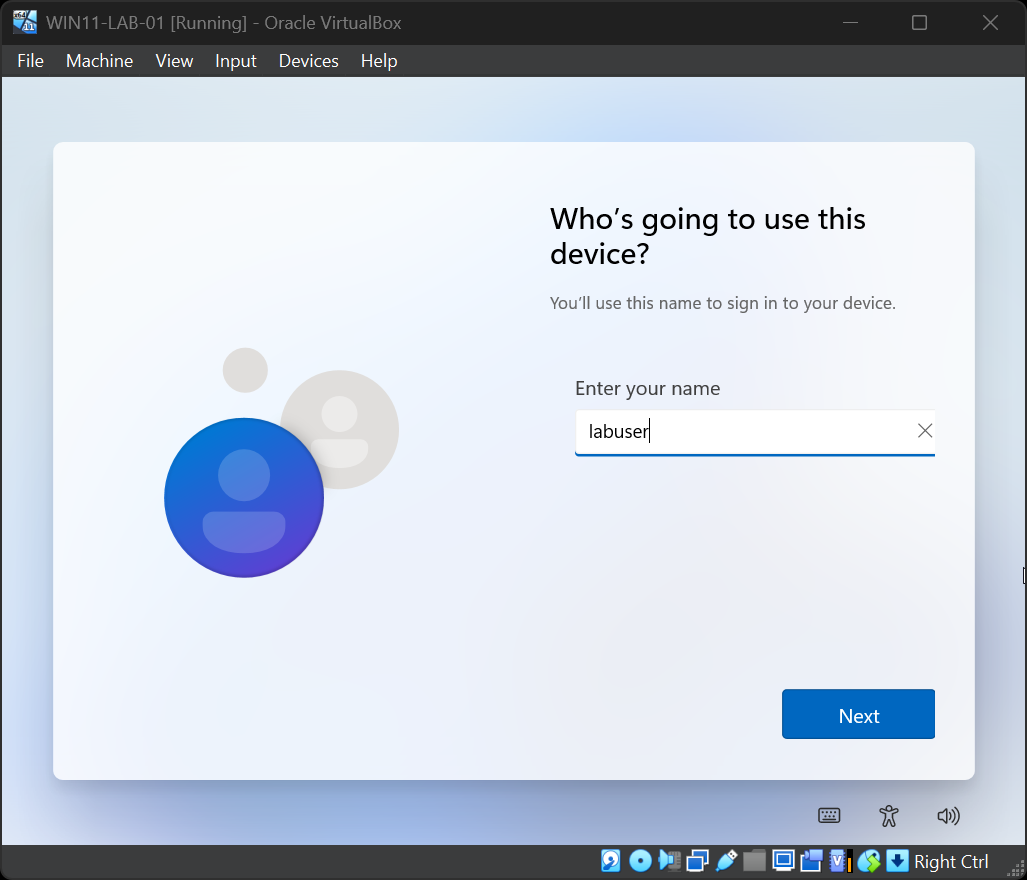 WIN11-LAB-01 [Running] - Oracle VirtualBox
File Machine View Input Devices Help
Who's going to use this
device?
You'll use this name to sign in to your device.
Enter your name
labuser
Next
Right Ctrl